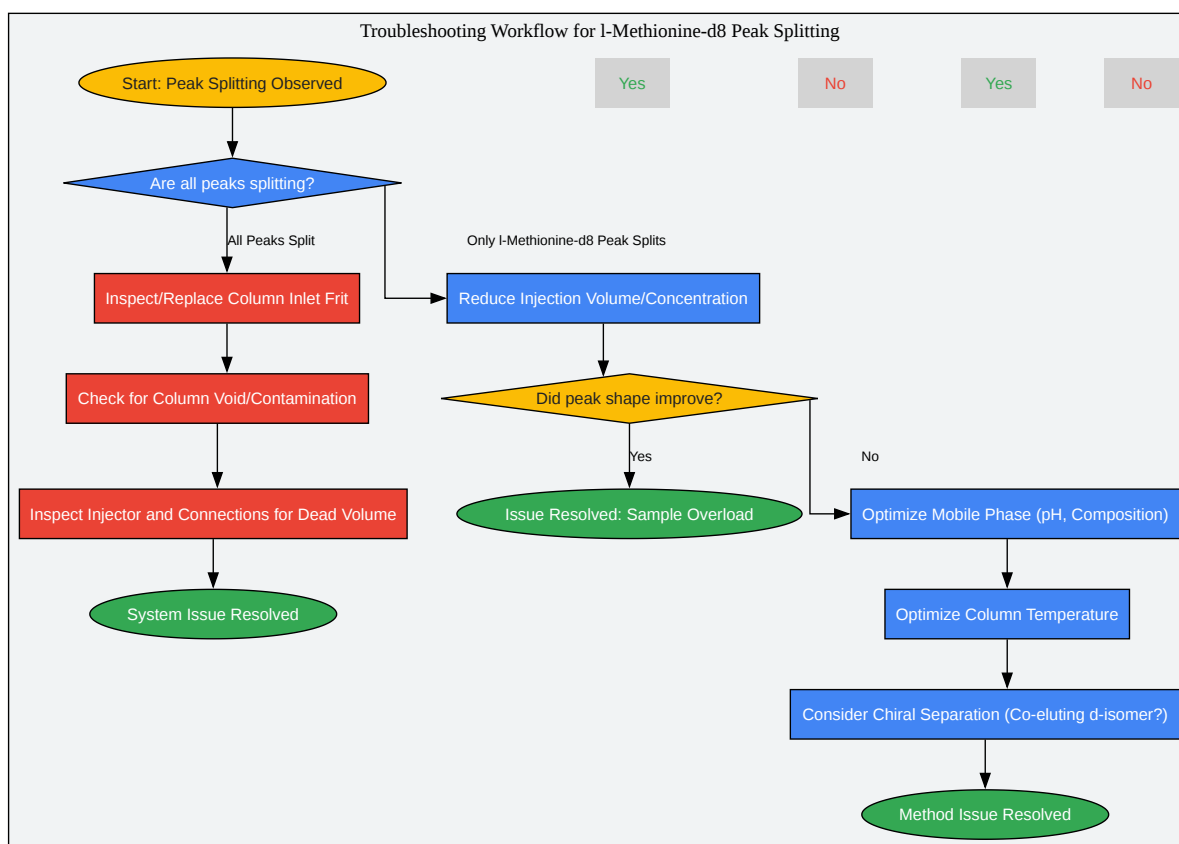 Troubleshooting Workflow for l-Methionine-d8 Peak Splitting
Start: Peak Splitting Observed
Yes
No
Yes
No
Are all peaks splitting?
All Peaks Split
Only l-Methionine-d8 Peak Splits
Inspect/Replace Column Inlet Frit
Reduce Injection Volume/Concentration
Check for Column Void/Contamination
Did peak shape improve?
Yes
No
Inspect Injector and Connections for Dead Volume
Issue Resolved: Sample Overload
Optimize Mobile Phase (pH, Composition)
System Issue Resolved
Optimize Column Temperature
Consider Chiral Separation (Co-eluting d-isomer?)
Method Issue Resolved